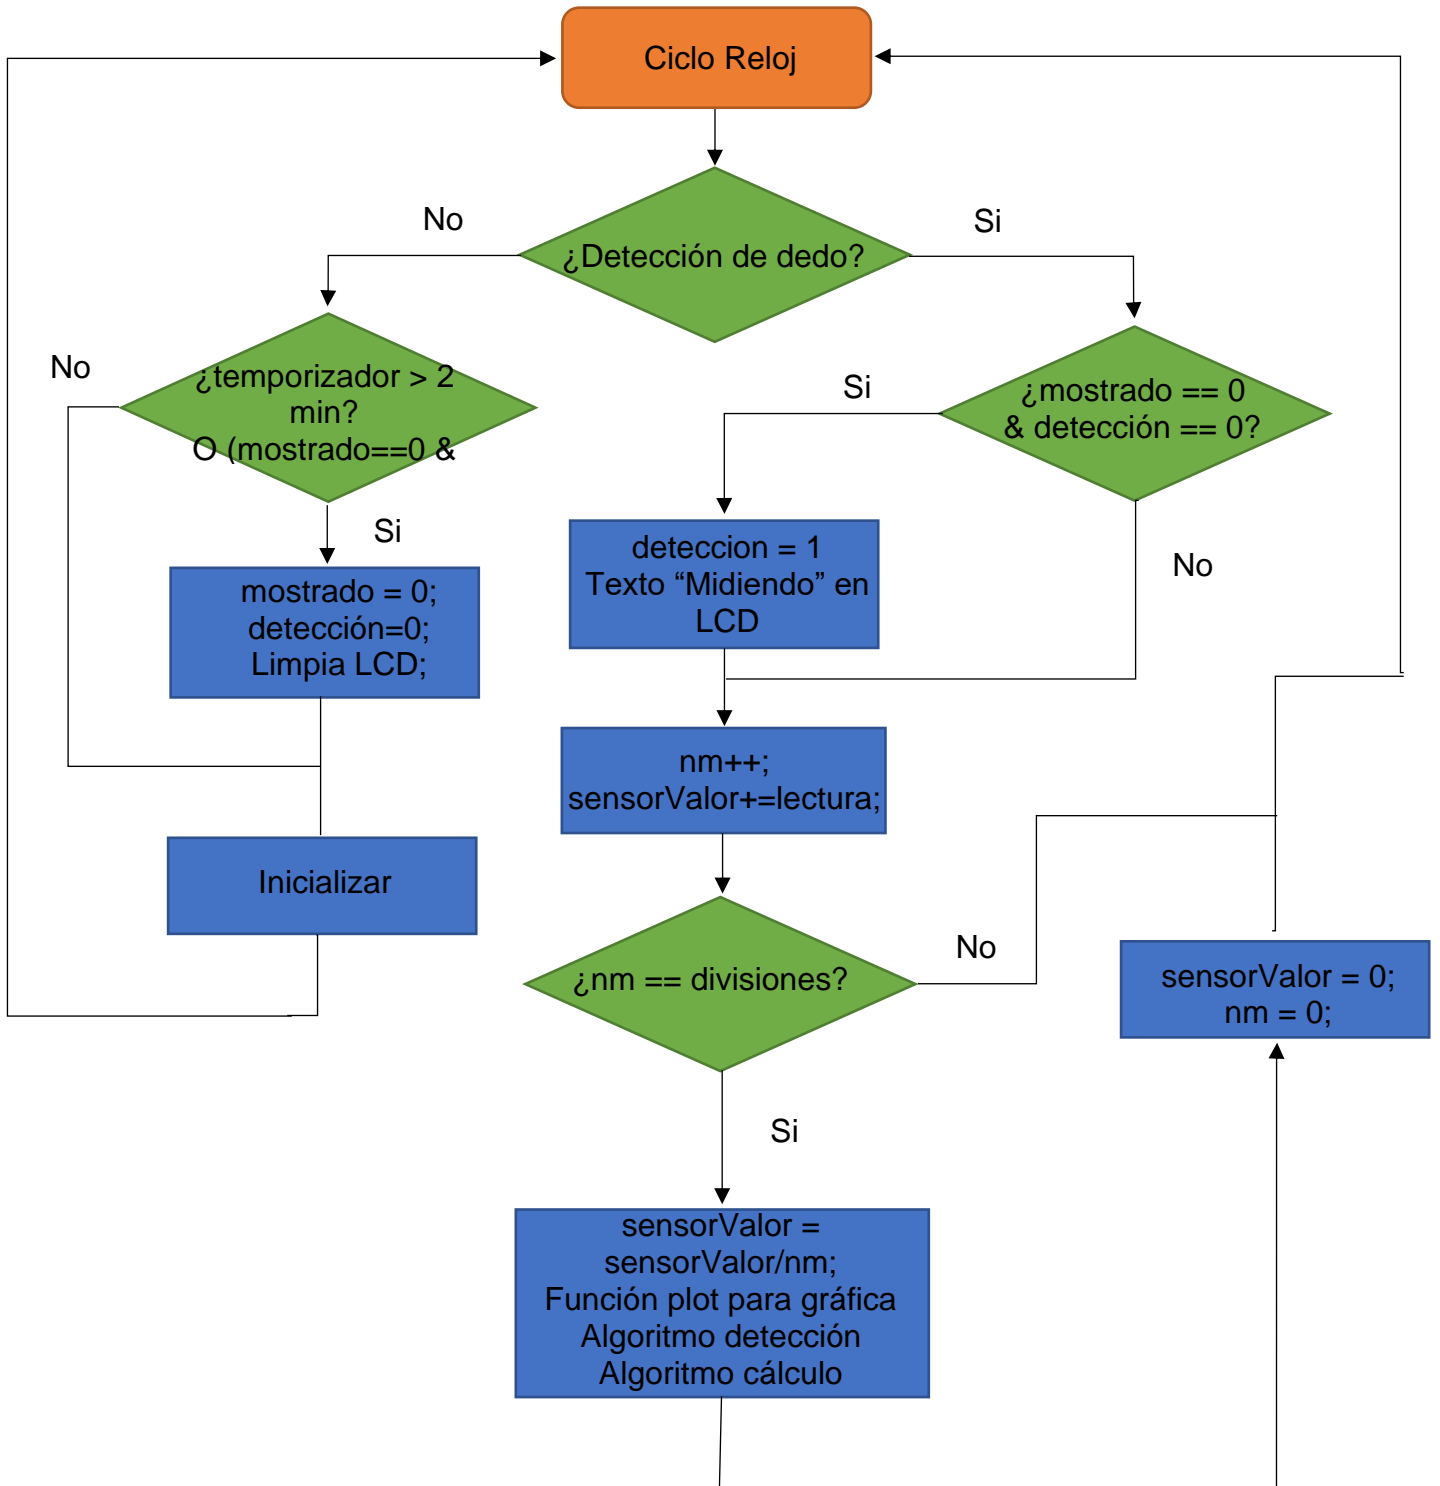 Ciclo Reloj
No
Si
¿Detección de dedo?
No
¿temporizador > 2
min?
O (mostrado==0 &
Si
¿mostrado == 0
& detección == 0?
Si
mostrado = 0;
detección=0;
Limpia LCD;
deteccion = 1
Texto “Midiendo” en
LCD
No
nm++;
sensorValor+=lectura;
Inicializar
¿nm == divisiones?
No
sensorValor = 0;
nm = 0;
Si
sensorValor =
sensorValor/nm;
Función plot para gráfica
Algoritmo detección
Algoritmo cálculo